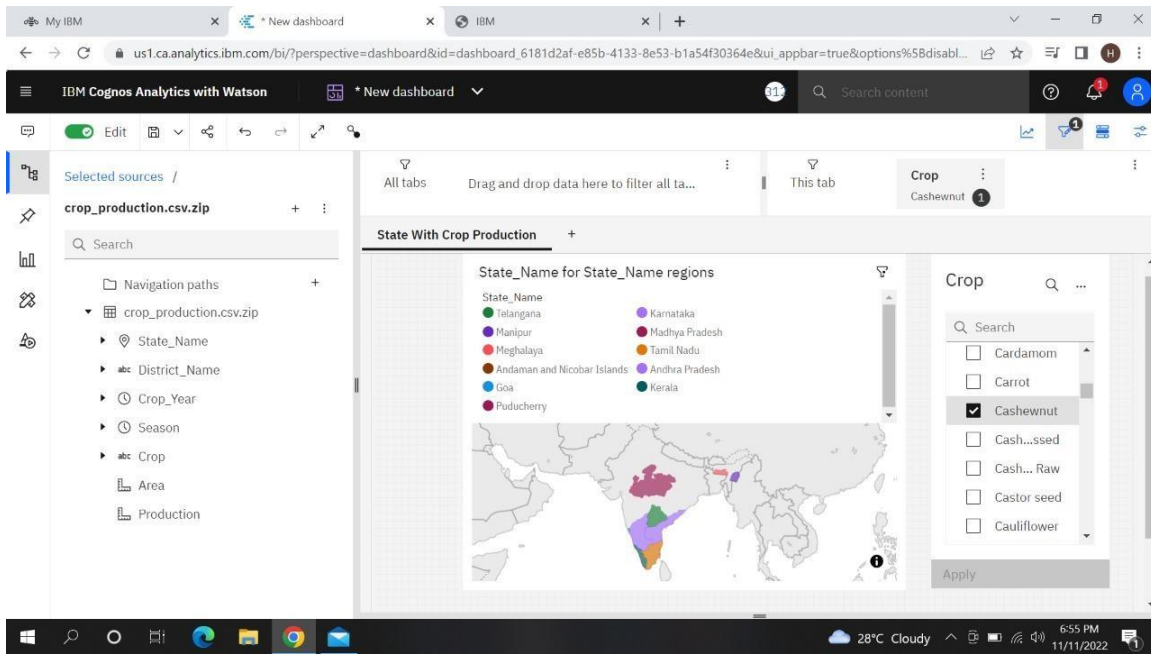 My IBM
* New dashboard
IBM
us1.ca.analytics.ibm.com/bi/?perspective=dashboard&id=dashboard_6181d2af-e85b-4133-8e53-b1a54f30364e&ui_appbar=true&options%5Bdisabl...
H
IBM Cognos Analytics with Watson
* New dashboard
Search content
1
Edit
1
Selected sources /
All tabs
Drag and drop data here to filter all ta...
This tab
Crop
Cashewnut 1
crop_production.csv.zip
Search
State With Crop Production
Navigation paths
crop_production.csv.zip
State_Name
abc District_Name
Crop_Year
Season
abc Crop
Area
Production
State_Name for State_Name regions
State_Name
Telangana
Karnataka
Manipur
Madhya Pradesh
Meghalaya
Tamil Nadu
Andaman and Nicobar Islands
Andhra Pradesh
Goa
Kerala
Puducherry
Crop
Search
Cardamom
Carrot
Cashewnut
Cash...ssed
Cash... Raw
Castor seed
Cauliflower
Apply
28°C Cloudy
6:55 PM
11/11/2022
1